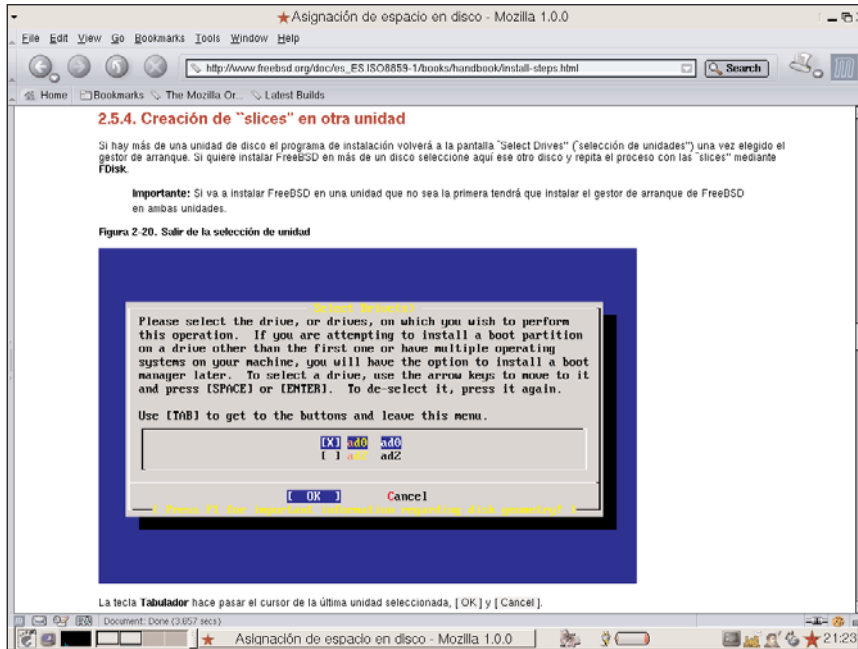 Asignación de espacio en disco - Mozilla 1.0.0
File Edit View Go Bookmarks Tools Window Help
http://www.freebsd.org/doc/es_ES.ISO8859-1/books/handbook/install-steps.html Search
Home Bookmarks The Mozilla Or... Latest Builds
2.5.4. Creación de ``slices'' en otra unidad
Si hay más de una unidad de disco el programa de instalación volverá a la pantalla ``Select Drives'' (``selección de unidades'') una vez elegido el
gestor de arranque. Si quiere instalar FreeBSD en más de un disco seleccione aquí ese otro disco y repita el proceso con las ``slices'' mediante
FDisk.
Importante: Si va a instalar FreeBSD en una unidad que no sea la primera tendrá que instalar el gestor de arranque de FreeBSD
en ambas unidades.
Figura 2-20. Salir de la selección de unidad
Select Drive(s)
Please select the drive, or drives, on which you wish to perform
this operation. If you are attempting to install a boot partition
on a drive other than the first one or have multiple operating
systems on your machine, you will have the option to install a boot
manager later. To select a drive, use the arrow keys to move to it
and press [SPACE] or [ENTER]. To de-select it, press it again.
Use [TAB] to get to the buttons and leave this menu.
[X] ad0 ad0
[ ] ad2 ad2
[ OK ] Cancel
[ Press F1 for important information regarding disk geometry! ]
La tecla Tabulador hace pasar el cursor de la última unidad seleccionada, [ OK ] y [ Cancel ].
Document: Done (3.657 secs)
Asignación de espacio en disco - Mozilla 1.0.0 21:23